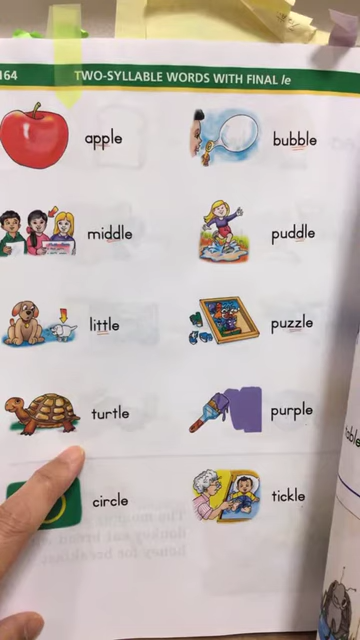 164 TWO-SYLLABLE WORDS WITH FINAL le
apple bubble
middle puddle
little puzzle
turtle purple
circle tickle